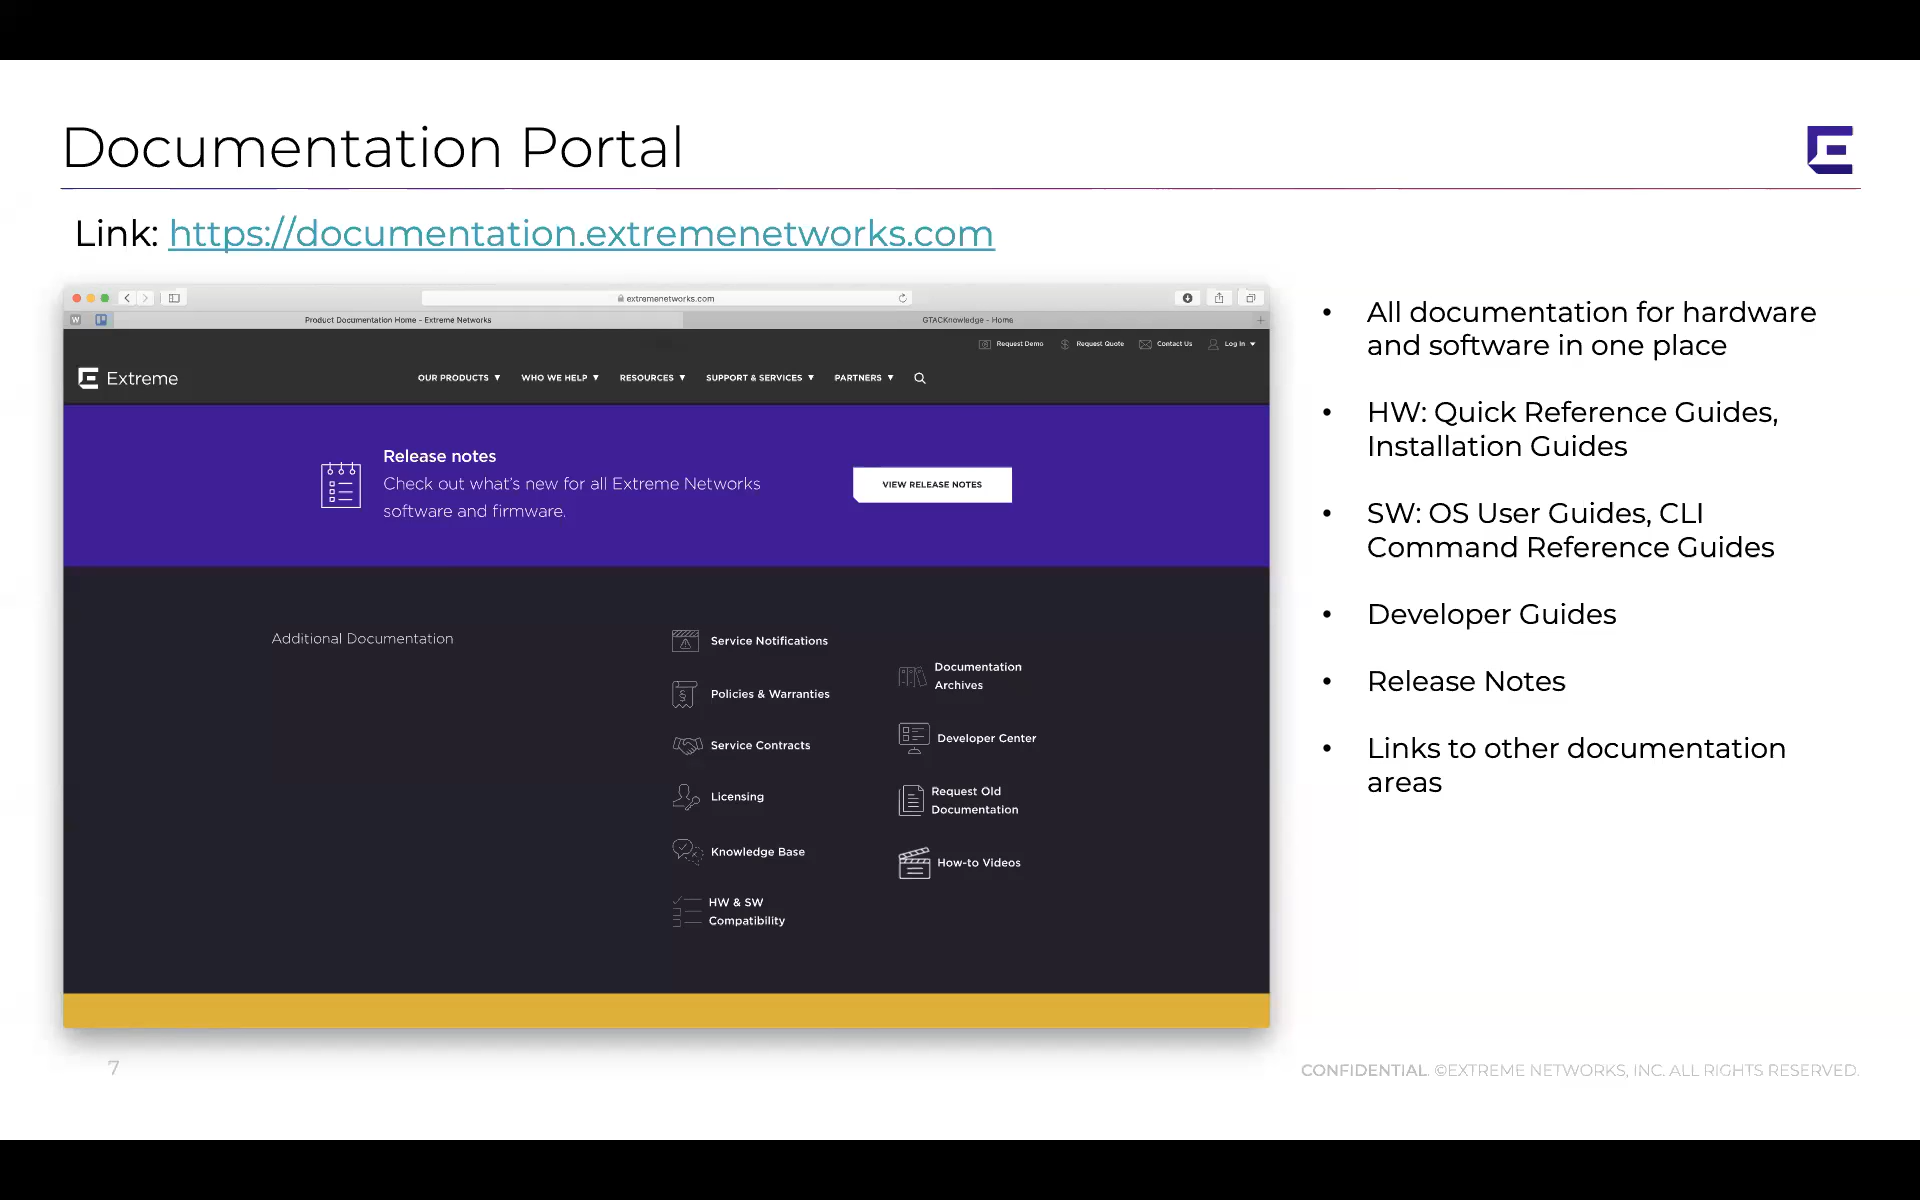 Documentation Portal
Link: https://documentation.extremenetworks.com
extremenetworks.com
W
Product Documentation Home - Extreme Networks
GTACKnowledge - Home
Request Demo
Request Quote
Contact Us
Log In
Extreme
OUR PRODUCTS
WHO WE HELP
RESOURCES
SUPPORT & SERVICES
PARTNERS
Release notes
Check out what's new for all Extreme Networks
software and firmware.
VIEW RELEASE NOTES
Additional Documentation
Service Notifications
Policies & Warranties
Service Contracts
Licensing
Knowledge Base
HW & SW
Compatibility
Documentation
Archives
Developer Center
Request Old
Documentation
How-to Videos
• All documentation for hardware
and software in one place
• HW: Quick Reference Guides,
Installation Guides
• SW: OS User Guides, CLI
Command Reference Guides
• Developer Guides
• Release Notes
• Links to other documentation
areas
7
CONFIDENTIAL. ©EXTREME NETWORKS, INC. ALL RIGHTS RESERVED.